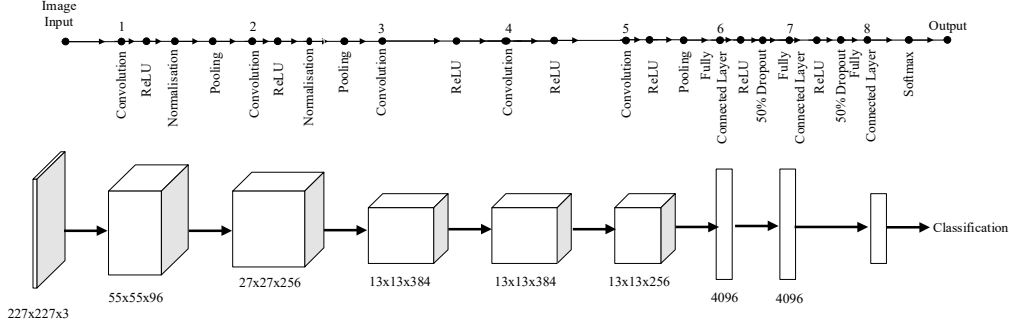 Image
Input
1
2
3
4
5
6
7
8
Output
Convolution
ReLU
Normalisation
Pooling
Convolution
ReLU
Normalisation
Pooling
Convolution
ReLU
Convolution
ReLU
Convolution
ReLU
Pooling
Fully
Connected Layer
ReLU
50% Dropout
Fully
Connected Layer
ReLU
50% Dropout
Fully
Connected Layer
Softmax
Classification
227x227x3
55x55x96
27x27x256
13x13x384
13x13x384
13x13x256
4096
4096